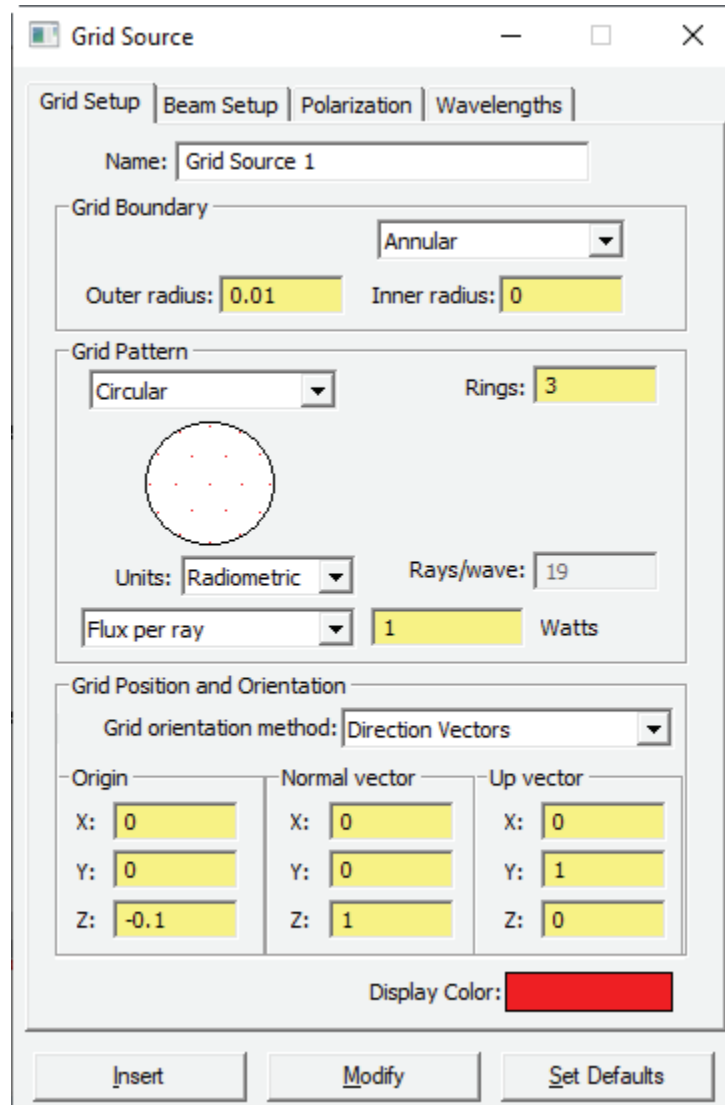 Grid Source
Grid Setup Beam Setup Polarization Wavelengths
Name: Grid Source 1
Grid Boundary
Annular
Outer radius: 0.01 Inner radius: 0
Grid Pattern
Circular Rings: 3
Units: Radiometric Rays/wave: 19
Flux per ray 1 Watts
Grid Position and Orientation
Grid orientation method: Direction Vectors
Origin Normal vector Up vector
X: 0 X: 0 X: 0
Y: 0 Y: 0 Y: 1
Z: -0.1 Z: 1 Z: 0
Display Color:
Insert Modify Set Defaults